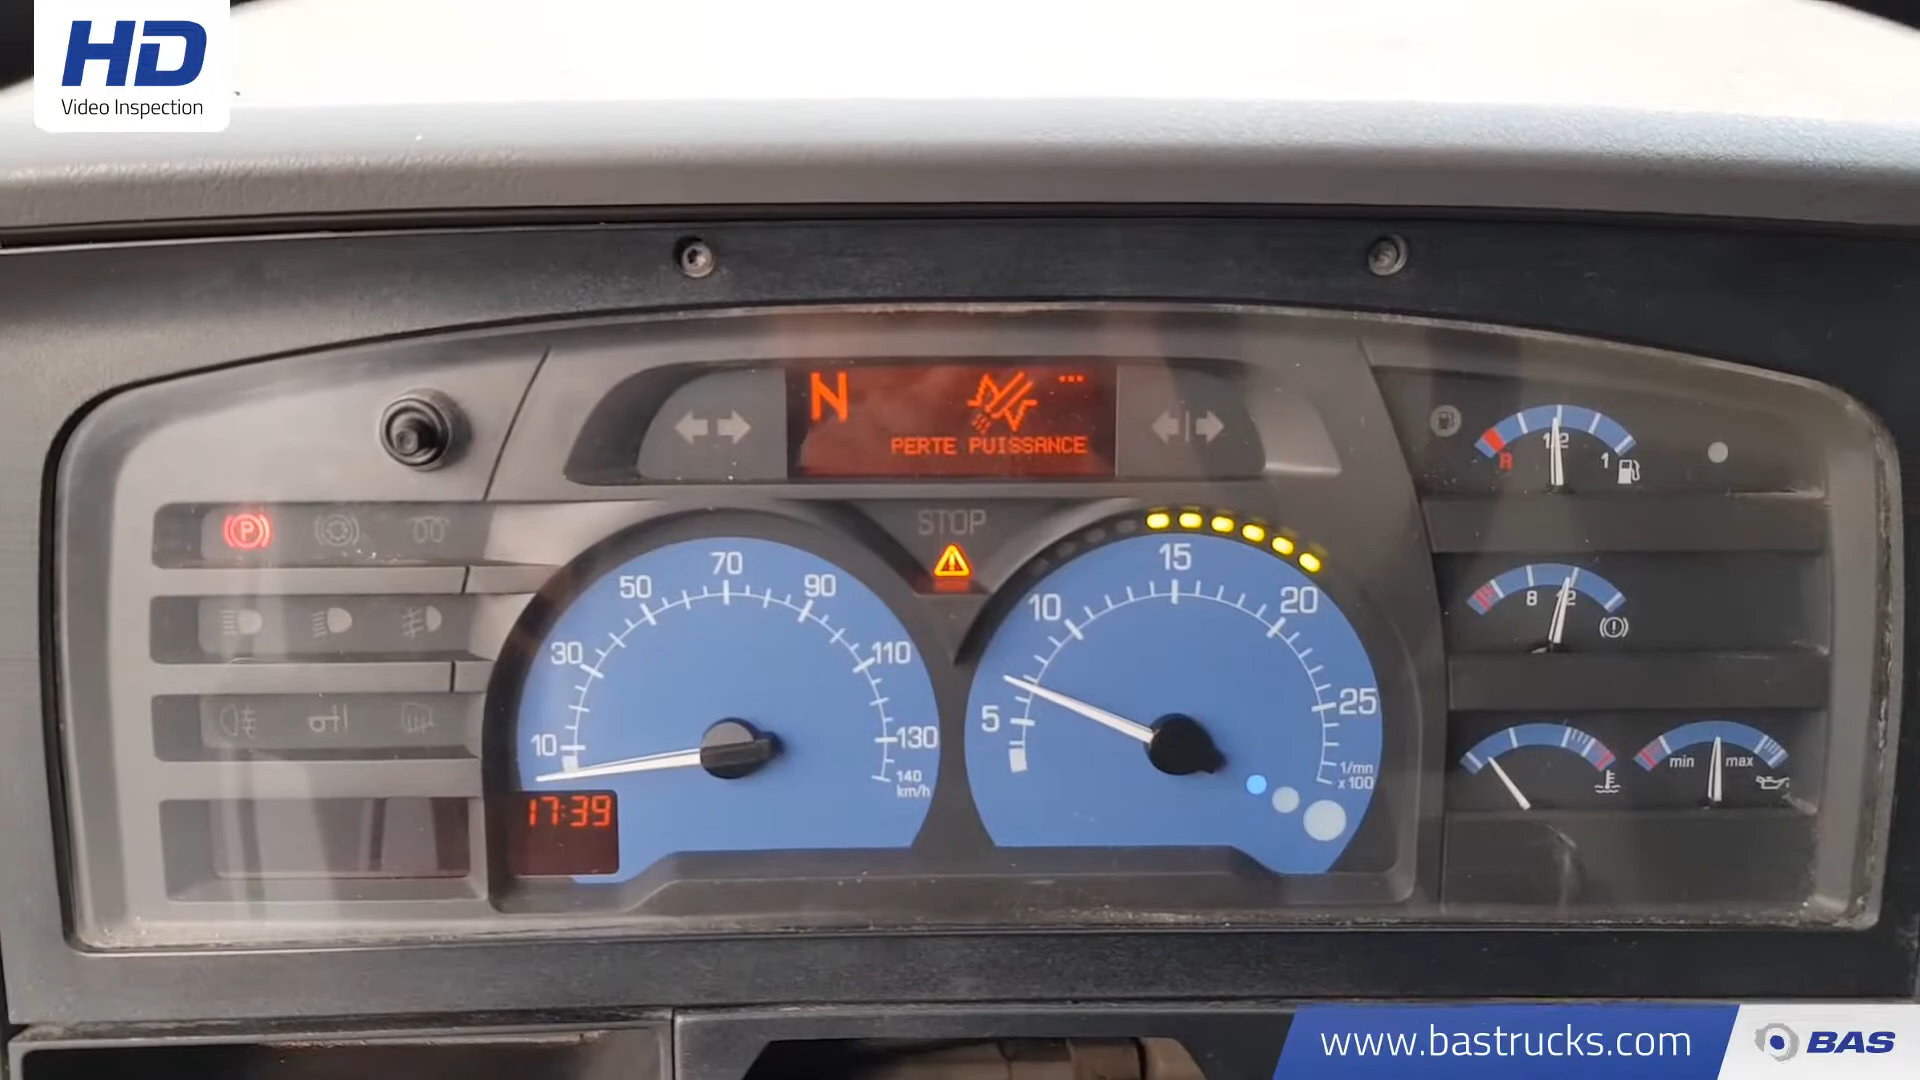 HD
Video Inspection
N
PERTE PUISSANCE
STOP
P
10
30
50
70
90
110
130
140
km/h
17:39
5
10
15
20
25
1/mn
x100
R
1/2
1
8
12
min
max
www.bastrucks.com
BAS